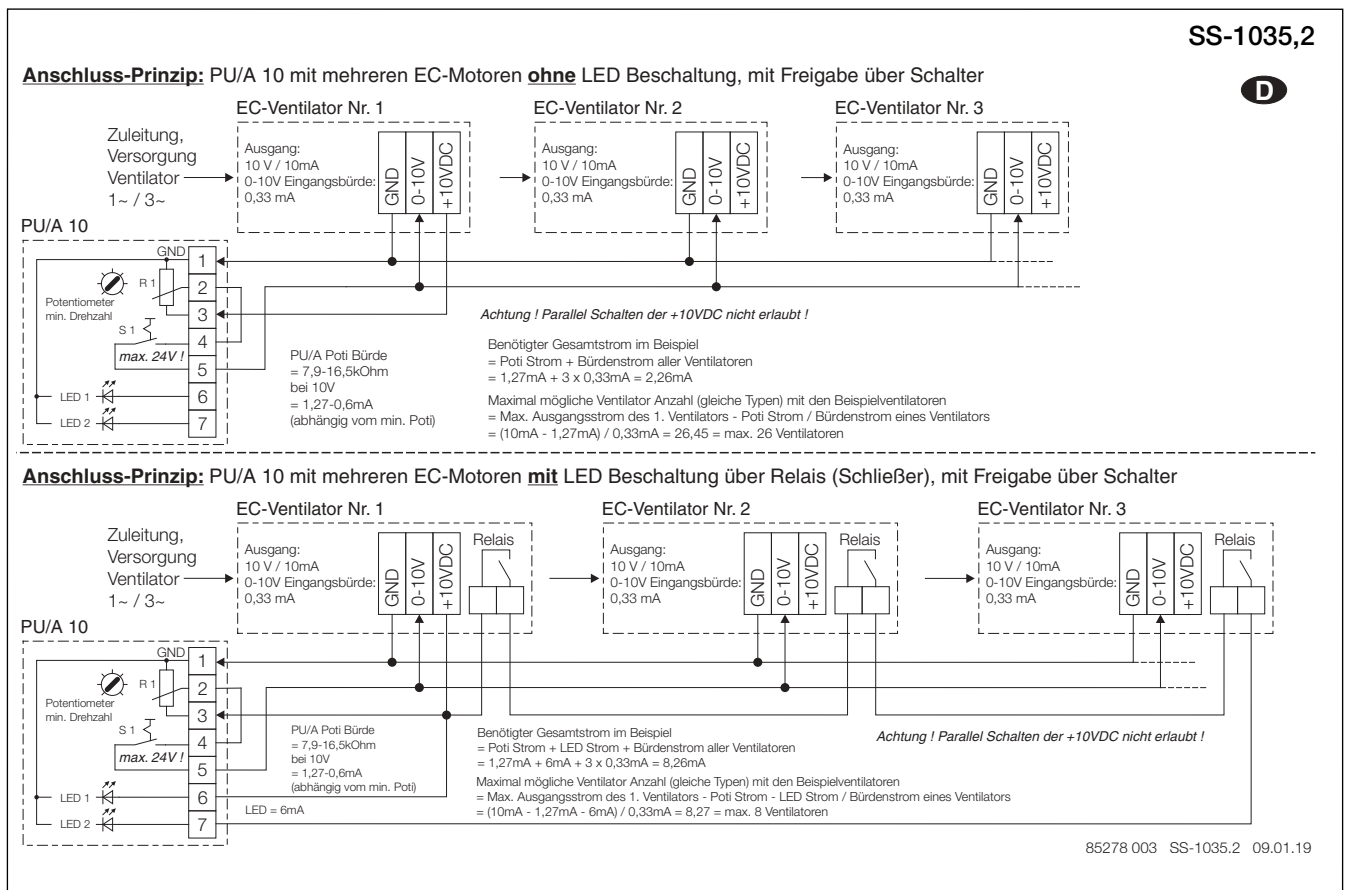 SS-1035,2
Anschluss-Prinzip: PU/A 10 mit mehreren EC-Motoren ohne LED Beschaltung, mit Freigabe über Schalter
D
EC-Ventilator Nr. 1
EC-Ventilator Nr. 2
EC-Ventilator Nr. 3
Zuleitung,
Versorgung
Ventilator
1~ / 3~
Ausgang:
10 V / 10mA
0-10V Eingangsbürde:
0,33 mA
GND
0-10V
+10VDC
Ausgang:
10 V / 10mA
0-10V Eingangsbürde:
0,33 mA
GND
0-10V
+10VDC
Ausgang:
10 V / 10mA
0-10V Eingangsbürde:
0,33 mA
GND
0-10V
+10VDC
PU/A 10
GND
1
R 1
2
Potentiometer
min. Drehzahl
3
S 1
4
max. 24V !
5
LED 1
6
LED 2
7
PU/A Poti Bürde
= 7,9-16,5kOhm
bei 10V
= 1,27-0,6mA
(abhängig vom min. Poti)
Achtung ! Parallel Schalten der +10VDC nicht erlaubt !
Benötigter Gesamtstrom im Beispiel
= Poti Strom + Bürdenstrom aller Ventilatoren
= 1,27mA + 3 x 0,33mA = 2,26mA
Maximal mögliche Ventilator Anzahl (gleiche Typen) mit den Beispielventilatoren
= Max. Ausgangsstrom des 1. Ventilators - Poti Strom / Bürdenstrom eines Ventilators
= (10mA - 1,27mA) / 0,33mA = 26,45 = max. 26 Ventilatoren
Anschluss-Prinzip: PU/A 10 mit mehreren EC-Motoren mit LED Beschaltung über Relais (Schließer), mit Freigabe über Schalter
EC-Ventilator Nr. 1
EC-Ventilator Nr. 2
EC-Ventilator Nr. 3
Zuleitung,
Versorgung
Ventilator
1~ / 3~
Ausgang:
10 V / 10mA
0-10V Eingangsbürde:
0,33 mA
GND
0-10V
+10VDC
Relais
Ausgang:
10 V / 10mA
0-10V Eingangsbürde:
0,33 mA
GND
0-10V
+10VDC
Relais
Ausgang:
10 V / 10mA
0-10V Eingangsbürde:
0,33 mA
GND
0-10V
+10VDC
Relais
PU/A 10
GND
1
R 1
2
Potentiometer
min. Drehzahl
3
S 1
4
max. 24V !
5
LED 1
6
LED 2
7
PU/A Poti Bürde
= 7,9-16,5kOhm
bei 10V
= 1,27-0,6mA
(abhängig vom min. Poti)
LED = 6mA
Benötigter Gesamtstrom im Beispiel
= Poti Strom + LED Strom + Bürdenstrom aller Ventilatoren
= 1,27mA + 6mA + 3 x 0,33mA = 8,26mA
Achtung ! Parallel Schalten der +10VDC nicht erlaubt !
Maximal mögliche Ventilator Anzahl (gleiche Typen) mit den Beispielventilatoren
= Max. Ausgangsstrom des 1. Ventilators - Poti Strom - LED Strom / Bürdenstrom eines Ventilators
= (10mA - 1,27mA - 6mA) / 0,33mA = 8,27 = max. 8 Ventilatoren
85278 003 SS-1035.2 09.01.19